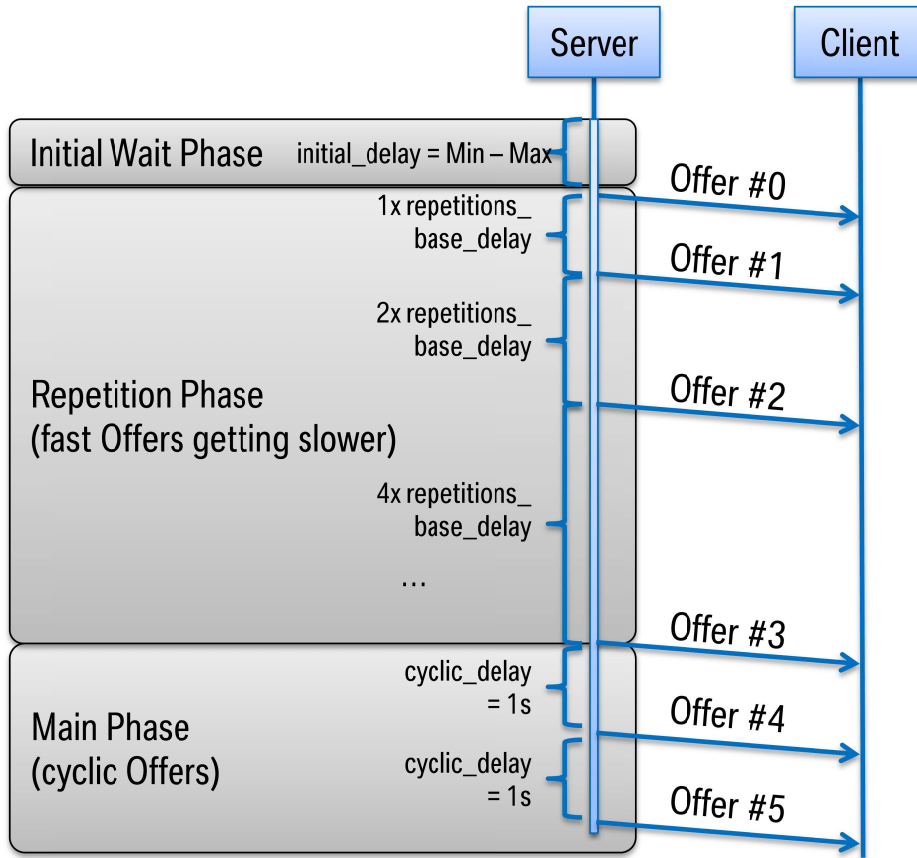 Server
Client
Initial Wait Phase
initial_delay = Min – Max
Offer #0
1x repetitions_
base_delay
Offer #1
2x repetitions_
base_delay
Offer #2
Repetition Phase
(fast Offers getting slower)
4x repetitions_
base_delay
...
Offer #3
cyclic_delay
= 1s
Offer #4
Main Phase
(cyclic Offers)
cyclic_delay
= 1s
Offer #5